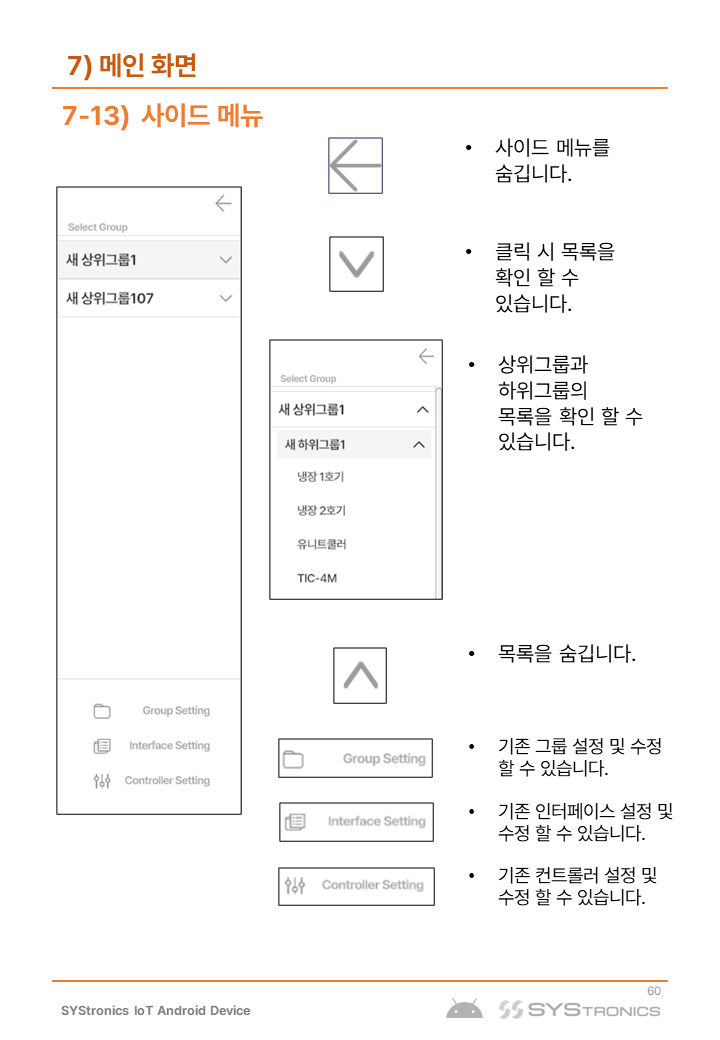 7) 메인 화면
7-13) 사이드 메뉴
Select Group
새 상위그룹1
새 상위그룹107
Group Setting
Interface Setting
Controller Setting
• 사이드 메뉴를
숨깁니다.
• 클릭 시 목록을
확인 할 수
있습니다.
Select Group
새 상위그룹1
새 하위그룹1
냉장 1호기
냉장 2호기
유니트쿨러
TIC-4M
• 상위그룹과
하위그룹의
목록을 확인 할 수
있습니다.
• 목록을 숨깁니다.
Group Setting
• 기존 그룹 설정 및 수정
할 수 있습니다.
Interface Setting
• 기존 인터페이스 설정 및
수정 할 수 있습니다.
Controller Setting
• 기존 컨트롤러 설정 및
수정 할 수 있습니다.
60
SYStronics IoT Android Device
SYSTRONICS